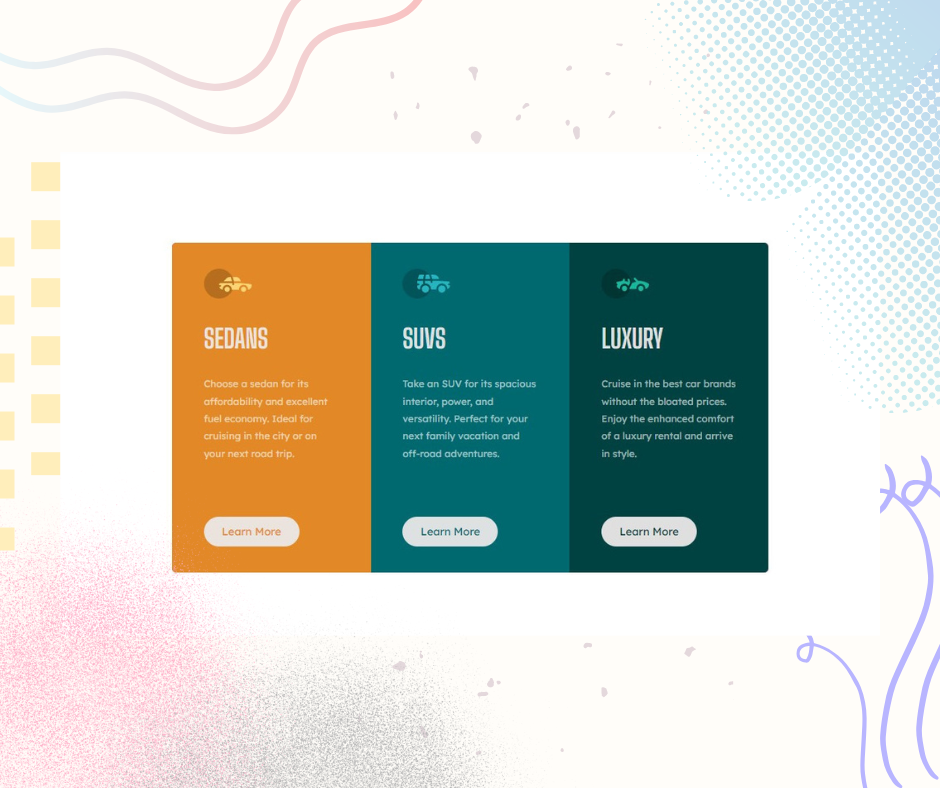 SEDANS
Choose a sedan for its
affordability and excellent
fuel economy. Ideal for
cruising in the city or on
your next road trip.
Learn More
SUVS
Take an SUV for its spacious
interior, power, and
versatility. Perfect for your
next family vacation and
off-road adventures.
Learn More
LUXURY
Cruise in the best car brands
without the bloated prices.
Enjoy the enhanced comfort
of a luxury rental and arrive
in style.
Learn More